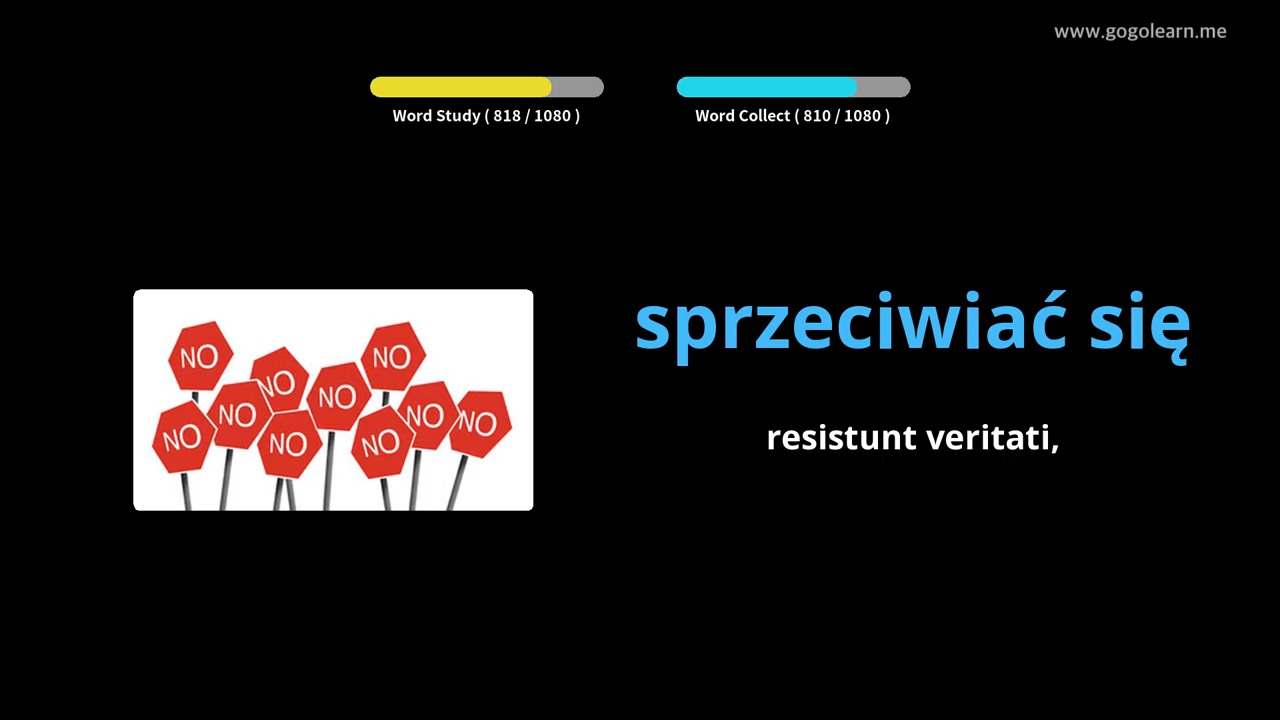 www.gogolearn.me
Word Study ( 818 / 1080 )
Word Collect ( 810 / 1080 )
sprzeciwiać się
resistunt veritati,
NO
NO
NO
NO
NO
NO
NO
NO
NO
NO